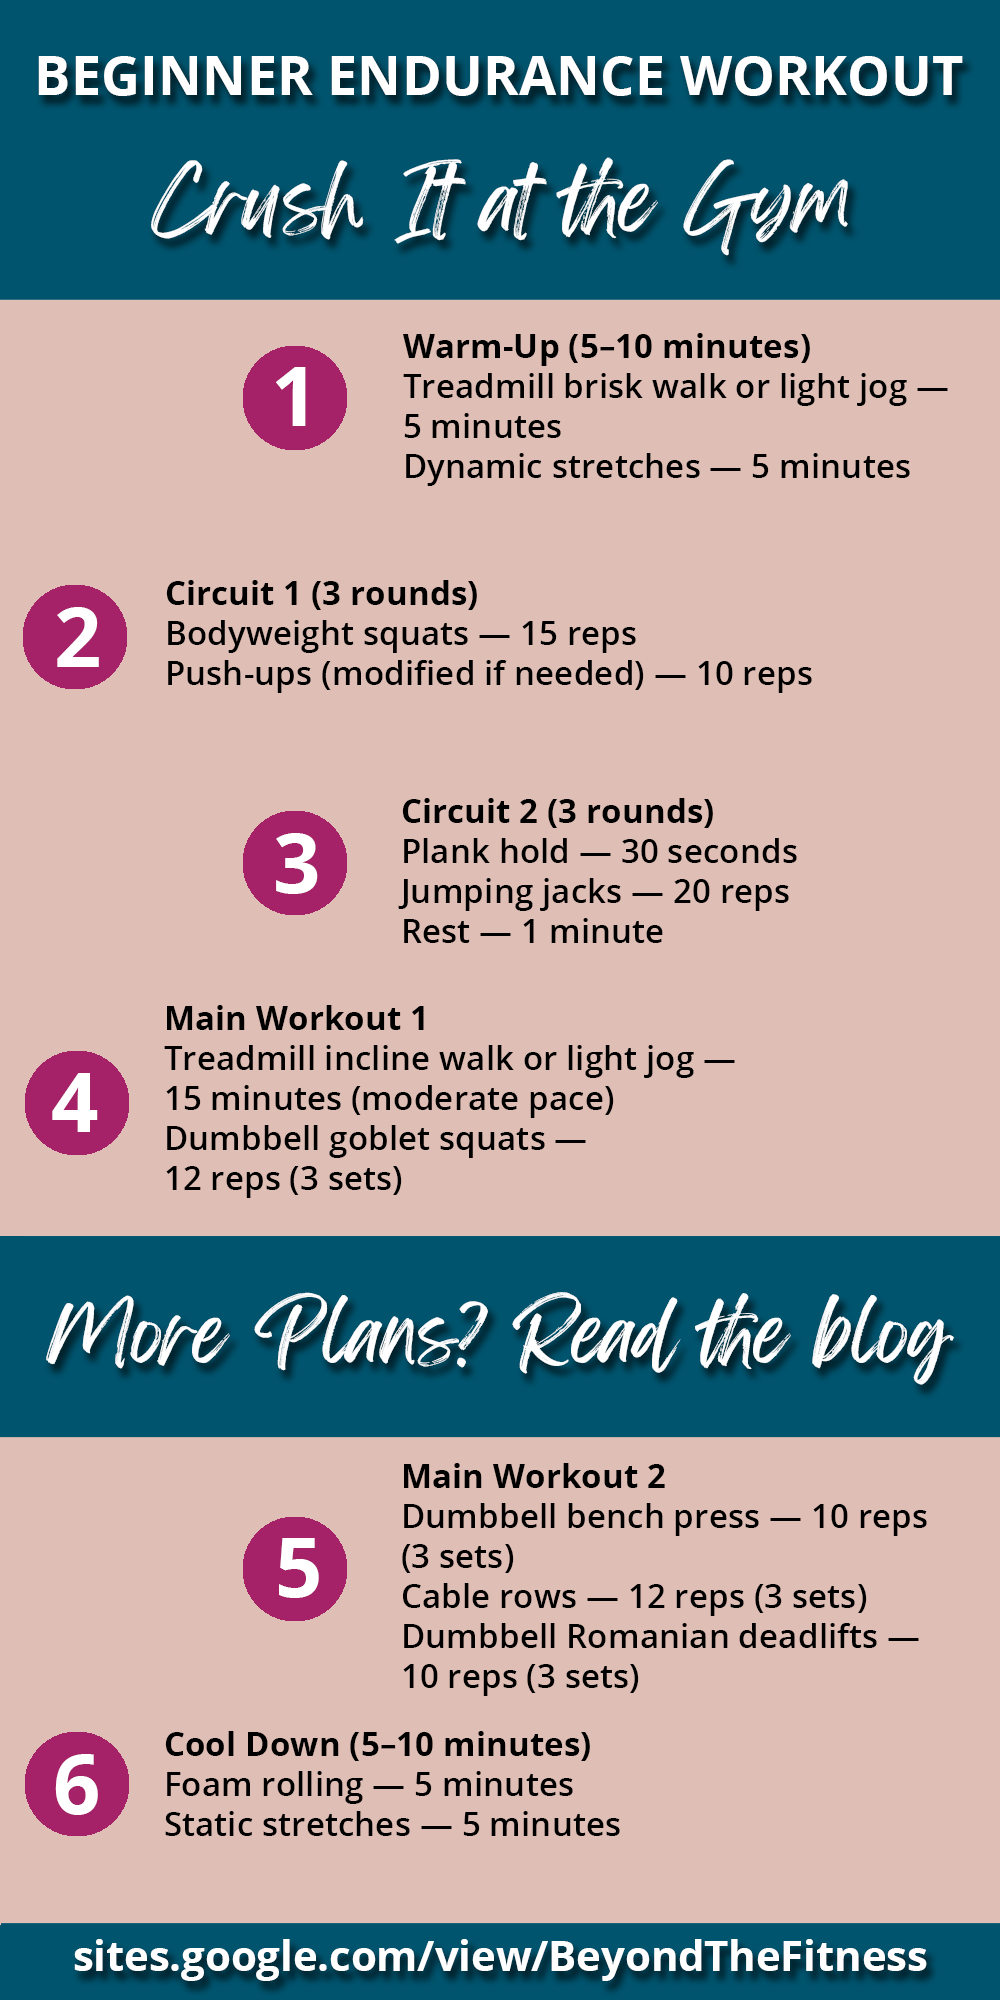 BEGINNER ENDURANCE WORKOUT
Crush It at the Gym
1
Warm-Up (5–10 minutes)
Treadmill brisk walk or light jog —
5 minutes
Dynamic stretches — 5 minutes
2
Circuit 1 (3 rounds)
Bodyweight squats — 15 reps
Push-ups (modified if needed) — 10 reps
3
Circuit 2 (3 rounds)
Plank hold — 30 seconds
Jumping jacks — 20 reps
Rest — 1 minute
4
Main Workout 1
Treadmill incline walk or light jog —
15 minutes (moderate pace)
Dumbbell goblet squats —
12 reps (3 sets)
More Plans? Read the blog
5
Main Workout 2
Dumbbell bench press — 10 reps
(3 sets)
Cable rows — 12 reps (3 sets)
Dumbbell Romanian deadlifts —
10 reps (3 sets)
6
Cool Down (5–10 minutes)
Foam rolling — 5 minutes
Static stretches — 5 minutes
sites.google.com/view/BeyondTheFitness